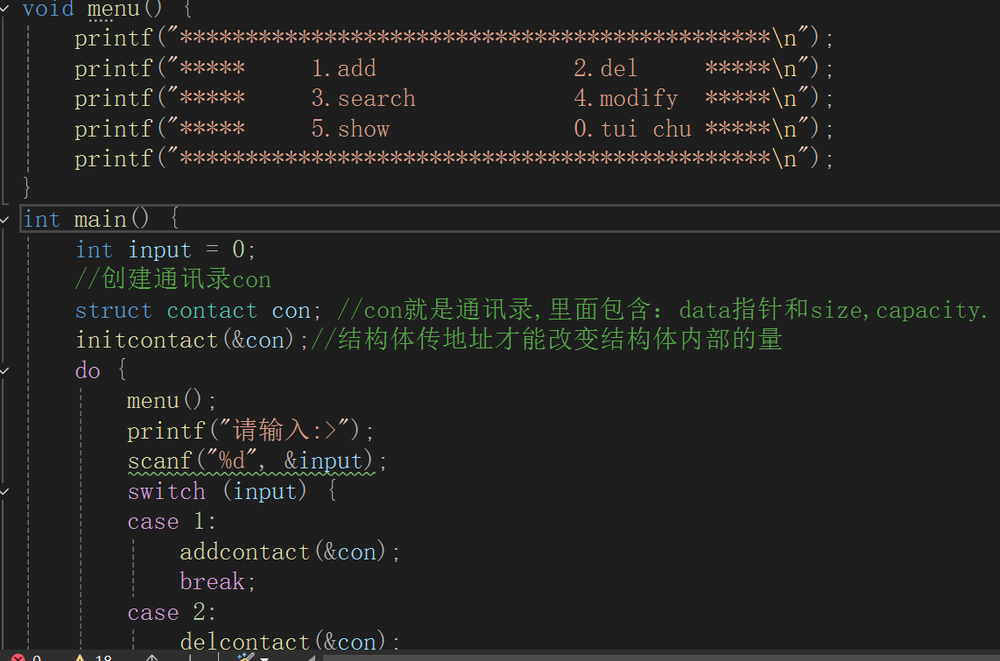 void menu() {
printf("*********************************************\n");
printf("*****     1.add               2.del     *****\n");
printf("*****     3.search            4.modify  *****\n");
printf("*****     5.show              0.tui chu *****\n");
printf("*********************************************\n");
}
int main() {
int input = 0;
//创建通讯录con
struct contact con; //con就是通讯录,里面包含：data指针和size,capacity.
initcontact(&con);//结构体传地址才能改变结构体内部的量
do {
menu();
printf("请输入:>");
scanf("%d", &input);
switch (input) {
case 1:
addcontact(&con);
break;
case 2:
delcontact(&con);
0 18